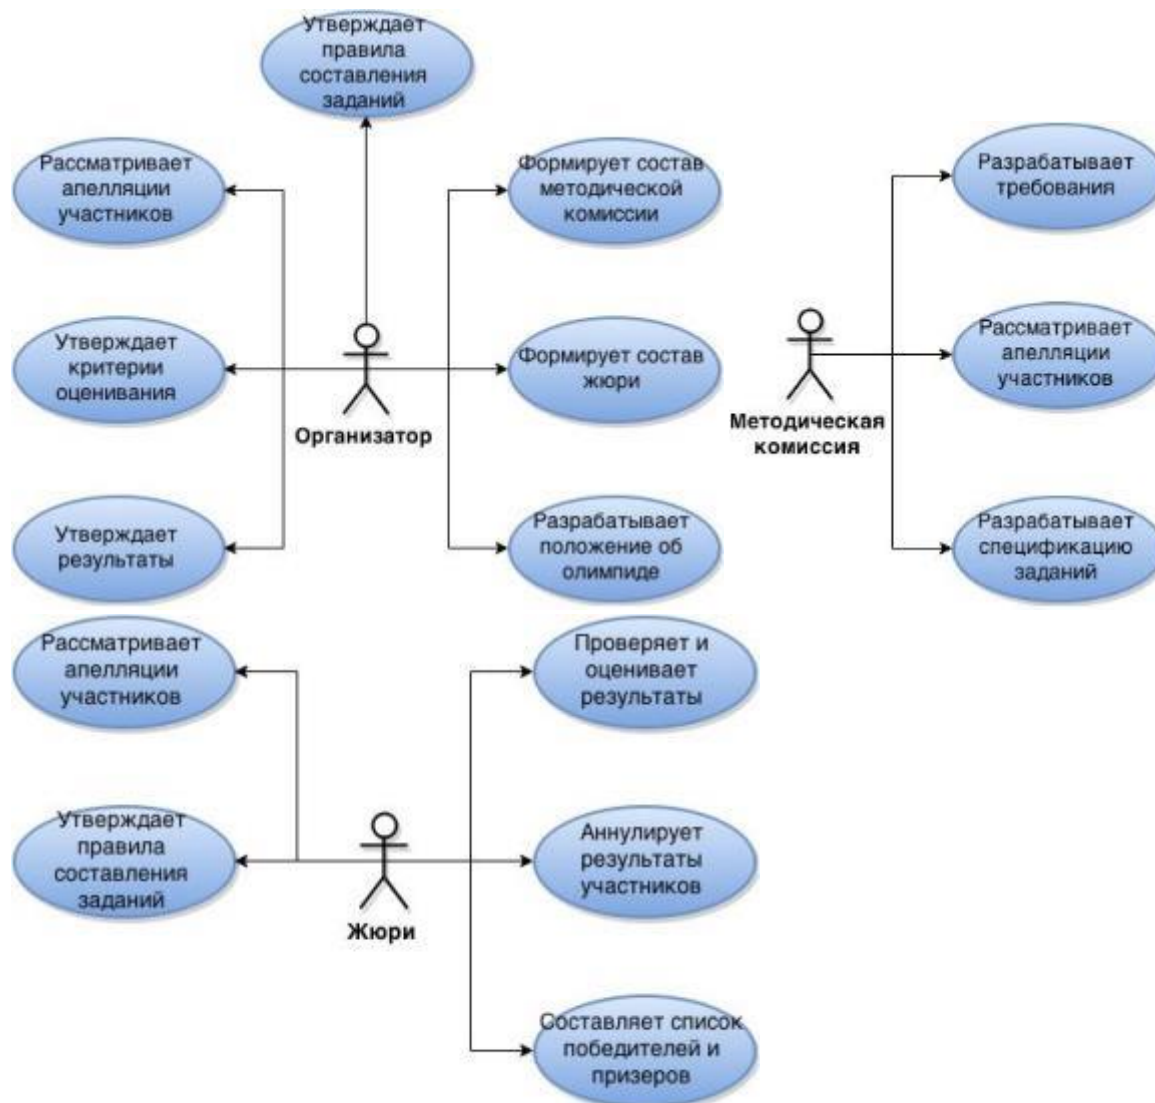 Утверждает
правила
составления
заданий
Рассматривает
апелляции
участников
Формирует состав
методической
комиссии
Разрабатывает
требования
Утверждает
критерии
оценивания
Формирует состав
жюри
Рассматривает
апелляции
участников
Организатор
Методическая
комиссия
Утверждает
результаты
Разрабатывает
положение об
олимпиде
Разрабатывает
спецификацию
заданий
Рассматривает
апелляции
участников
Проверяет и
оценивает
результаты
Утверждает
правила
составления
заданий
Аннулирует
результаты
участников
Жюри
Составляет список
победителей и
призеров